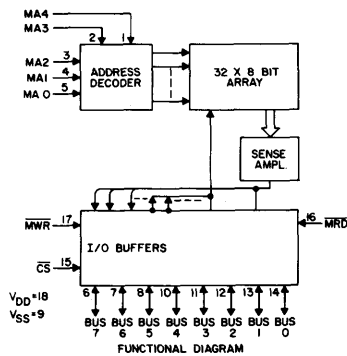 MA4
MA3
2
1
MA2 3
MA1 4
MA0 5
ADDRESS
DECODER
32 X 8 BIT
ARRAY
SENSE
AMPL.
MWR 17
16 MRD
I/O BUFFERS
CS 15
VDD=18
VSS=9
6 7 8 10 11 12 13 14
BUS BUS BUS BUS BUS BUS BUS BUS
7 6 5 4 3 2 1 0
FUNCTIONAL DIAGRAM